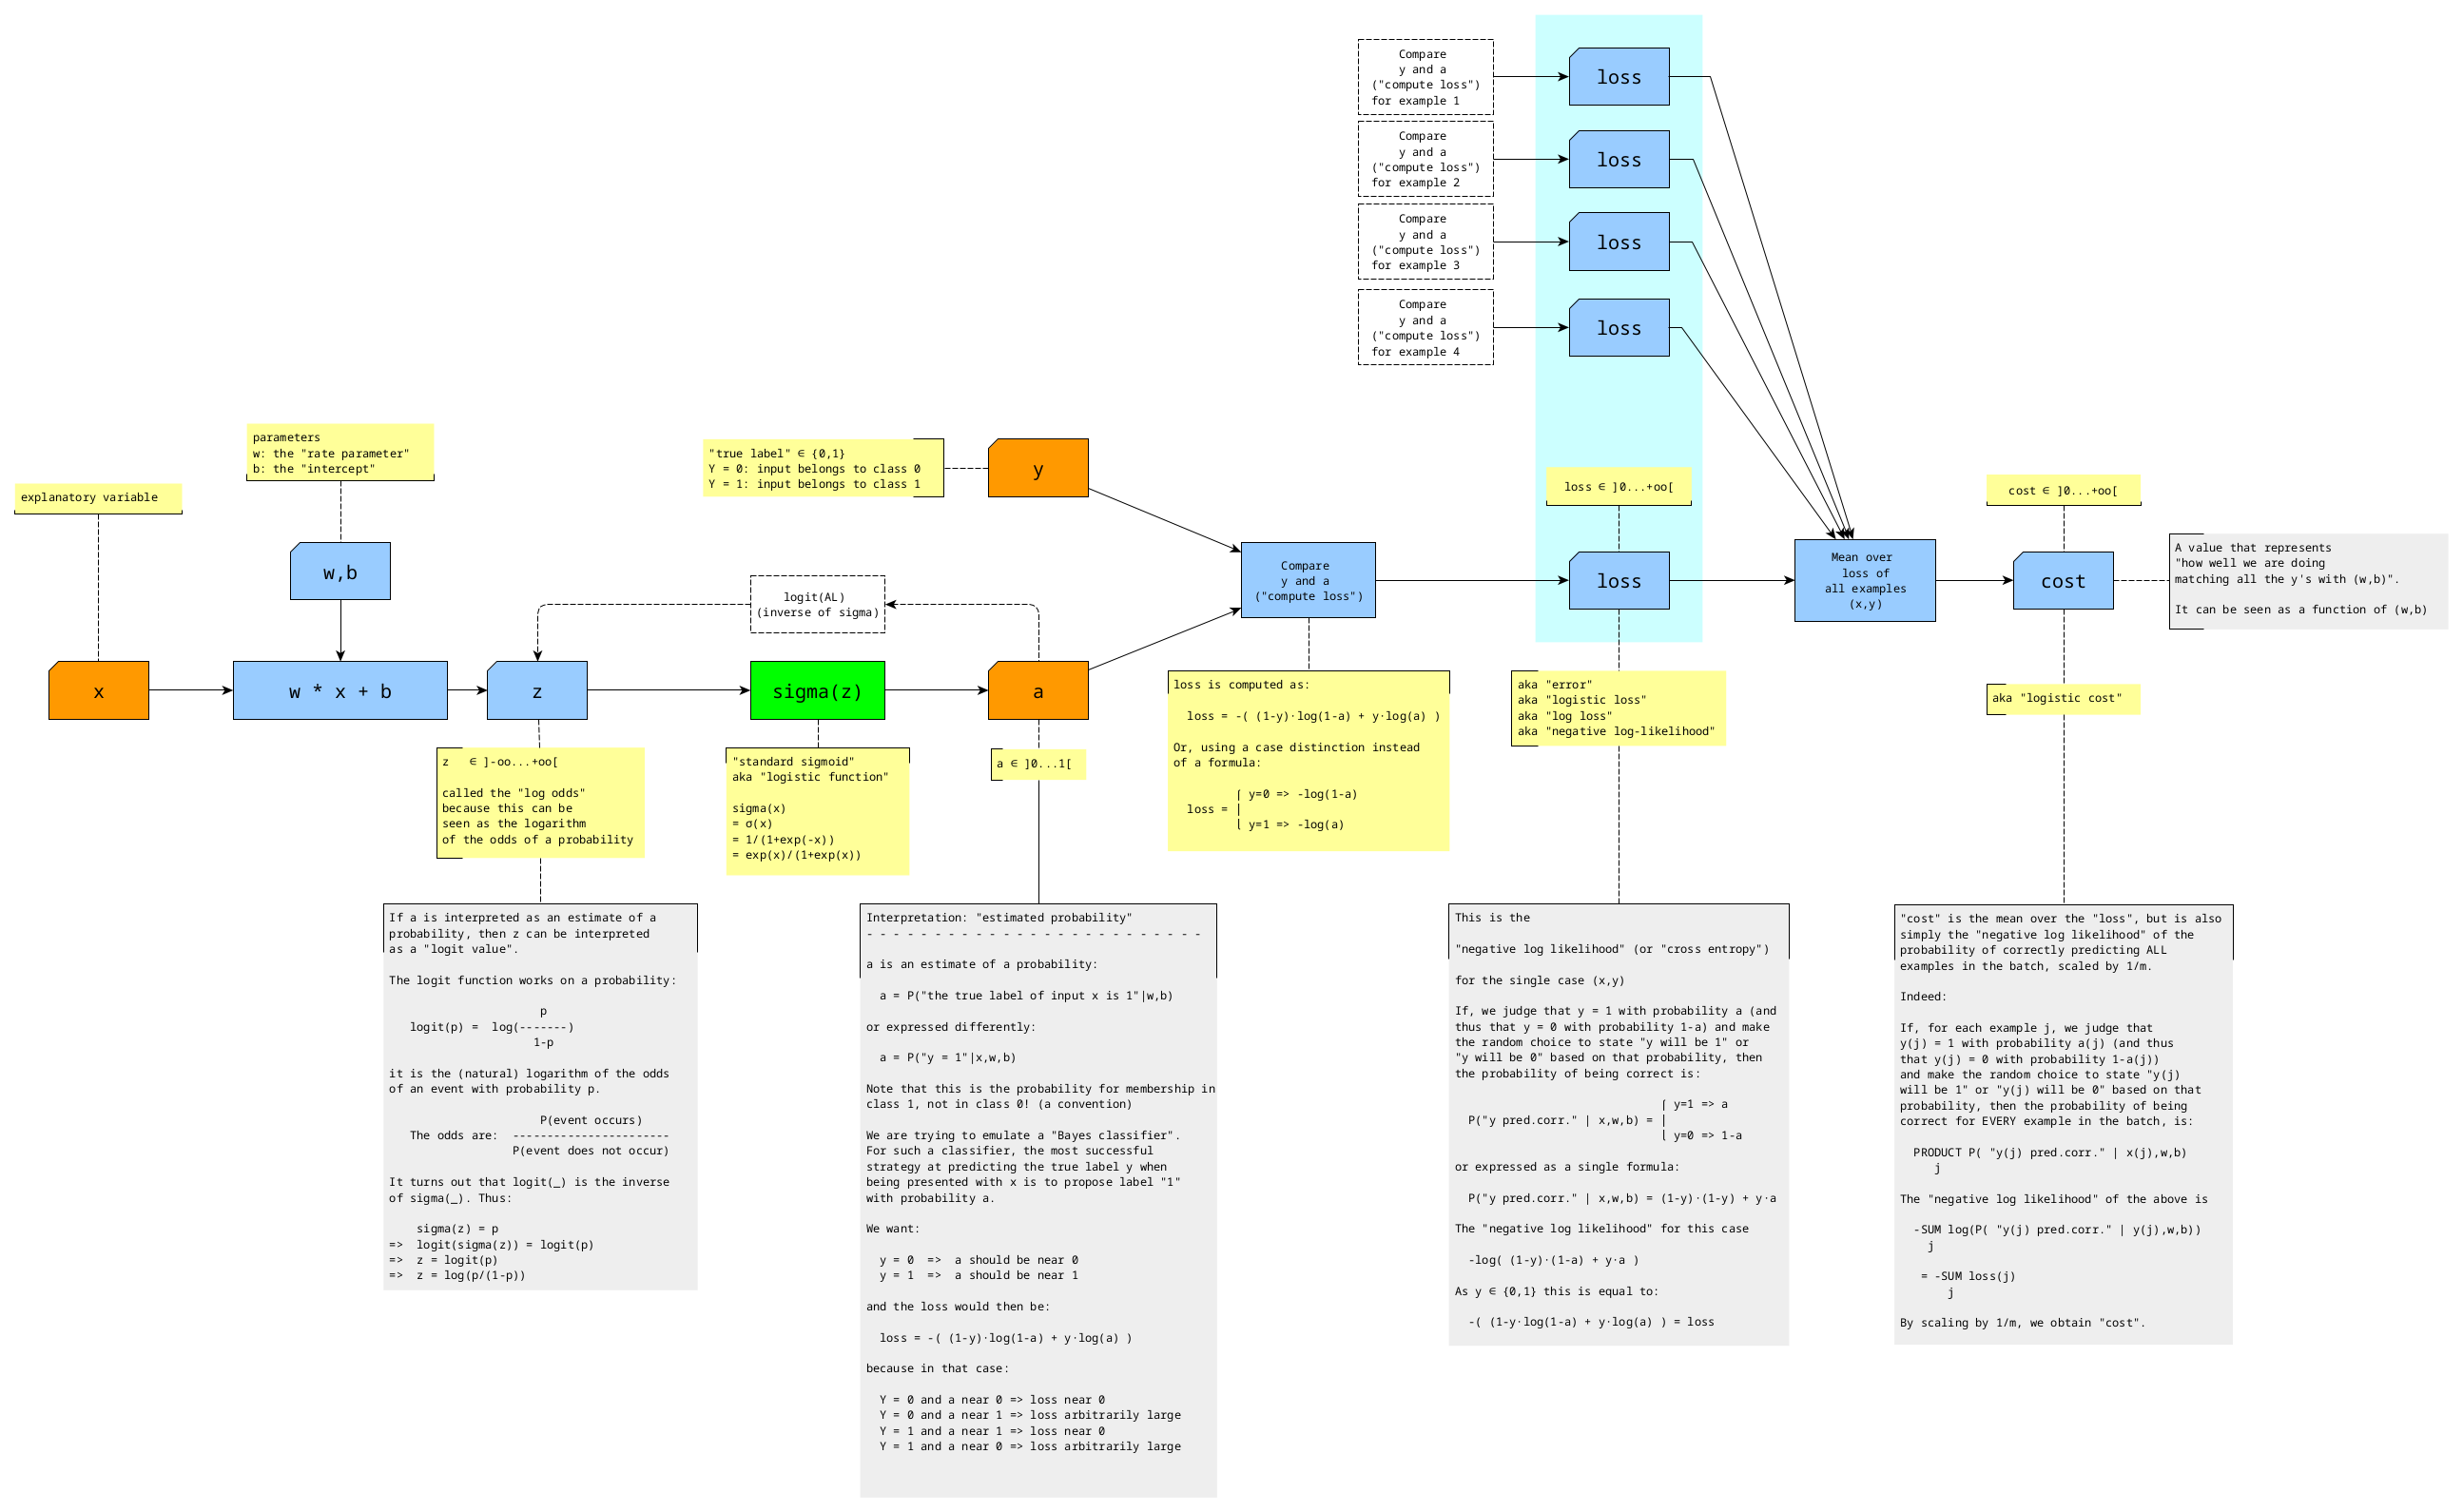 Compare
y and a
("compute loss")
for example 1
loss
Compare
y and a
("compute loss")
for example 2
loss
Compare
y and a
("compute loss")
for example 3
loss
Compare
y and a
("compute loss")
for example 4
loss
explanatory variable
x
parameters
w: the "rate parameter"
b: the "intercept"
w,b
w * x + b
z
z   ∈ ]-oo...+oo[
called the "log odds"
because this can be
seen as the logarithm
of the odds of a probability
If a is interpreted as an estimate of a
probability, then z can be interpreted
as a "logit value".
The logit function works on a probability:
p
logit(p) =  log(-------)
1-p
it is the (natural) logarithm of the odds
of an event with probability p.
P(event occurs)
The odds are:  -----------------------
P(event does not occur)
It turns out that logit(_) is the inverse
of sigma(_). Thus:
sigma(z) = p
=>  logit(sigma(z)) = logit(p)
=>  z = logit(p)
=>  z = log(p/(1-p))
logit(AL)
(inverse of sigma)
sigma(z)
"standard sigmoid"
aka "logistic function"
sigma(x)
= σ(x)
= 1/(1+exp(-x))
= exp(x)/(1+exp(x))
"true label" ∈ {0,1}
Y = 0: input belongs to class 0
Y = 1: input belongs to class 1
y
a
a ∈ ]0...1[
Interpretation: "estimated probability"
- - - - - - - - - - - - - - - - - - - - - - - - -
a is an estimate of a probability:
a = P("the true label of input x is 1"|w,b)
or expressed differently:
a = P("y = 1"|x,w,b)
Note that this is the probability for membership in
class 1, not in class 0! (a convention)
We are trying to emulate a "Bayes classifier".
For such a classifier, the most successful
strategy at predicting the true label y when
being presented with x is to propose label "1"
with probability a.
We want:
y = 0  =>  a should be near 0
y = 1  =>  a should be near 1
and the loss would then be:
loss = -( (1-y)·log(1-a) + y·log(a) )
because in that case:
Y = 0 and a near 0 => loss near 0
Y = 0 and a near 1 => loss arbitrarily large
Y = 1 and a near 1 => loss near 0
Y = 1 and a near 0 => loss arbitrarily large
Compare
y and a
("compute loss")
loss is computed as:
loss = -( (1-y)·log(1-a) + y·log(a) )
Or, using a case distinction instead
of a formula:
⎧ y=0 => -log(1-a)
loss = |
⎩ y=1 => -log(a)
loss ∈ ]0...+oo[
loss
aka "error"
aka "logistic loss"
aka "log loss"
aka "negative log-likelihood"
This is the
"negative log likelihood" (or "cross entropy")
for the single case (x,y)
If, we judge that y = 1 with probability a (and
thus that y = 0 with probability 1-a) and make
the random choice to state "y will be 1" or
"y will be 0" based on that probability, then
the probability of being correct is:
⎧ y=1 => a
P("y pred.corr." | x,w,b) = |
⎩ y=0 => 1-a
or expressed as a single formula:
P("y pred.corr." | x,w,b) = (1-y)·(1-y) + y·a
The "negative log likelihood" for this case
-log( (1-y)·(1-a) + y·a )
As y ∈ {0,1} this is equal to:
-( (1-y·log(1-a) + y·log(a) ) = loss
Mean over
loss of
all examples
(x,y)
cost ∈ ]0...+oo[
cost
A value that represents
"how well we are doing
matching all the y's with (w,b)".
It can be seen as a function of (w,b)
aka "logistic cost"
"cost" is the mean over the "loss", but is also
simply the "negative log likelihood" of the
probability of correctly predicting ALL
examples in the batch, scaled by 1/m.
Indeed:
If, for each example j, we judge that
y(j) = 1 with probability a(j) (and thus
that y(j) = 0 with probability 1-a(j))
and make the random choice to state "y(j)
will be 1" or "y(j) will be 0" based on that
probability, then the probability of being
correct for EVERY example in the batch, is:
PRODUCT P( "y(j) pred.corr." | x(j),w,b)
j
The "negative log likelihood" of the above is
-SUM log(P( "y(j) pred.corr." | y(j),w,b))
j
= -SUM loss(j)
j
By scaling by 1/m, we obtain "cost".